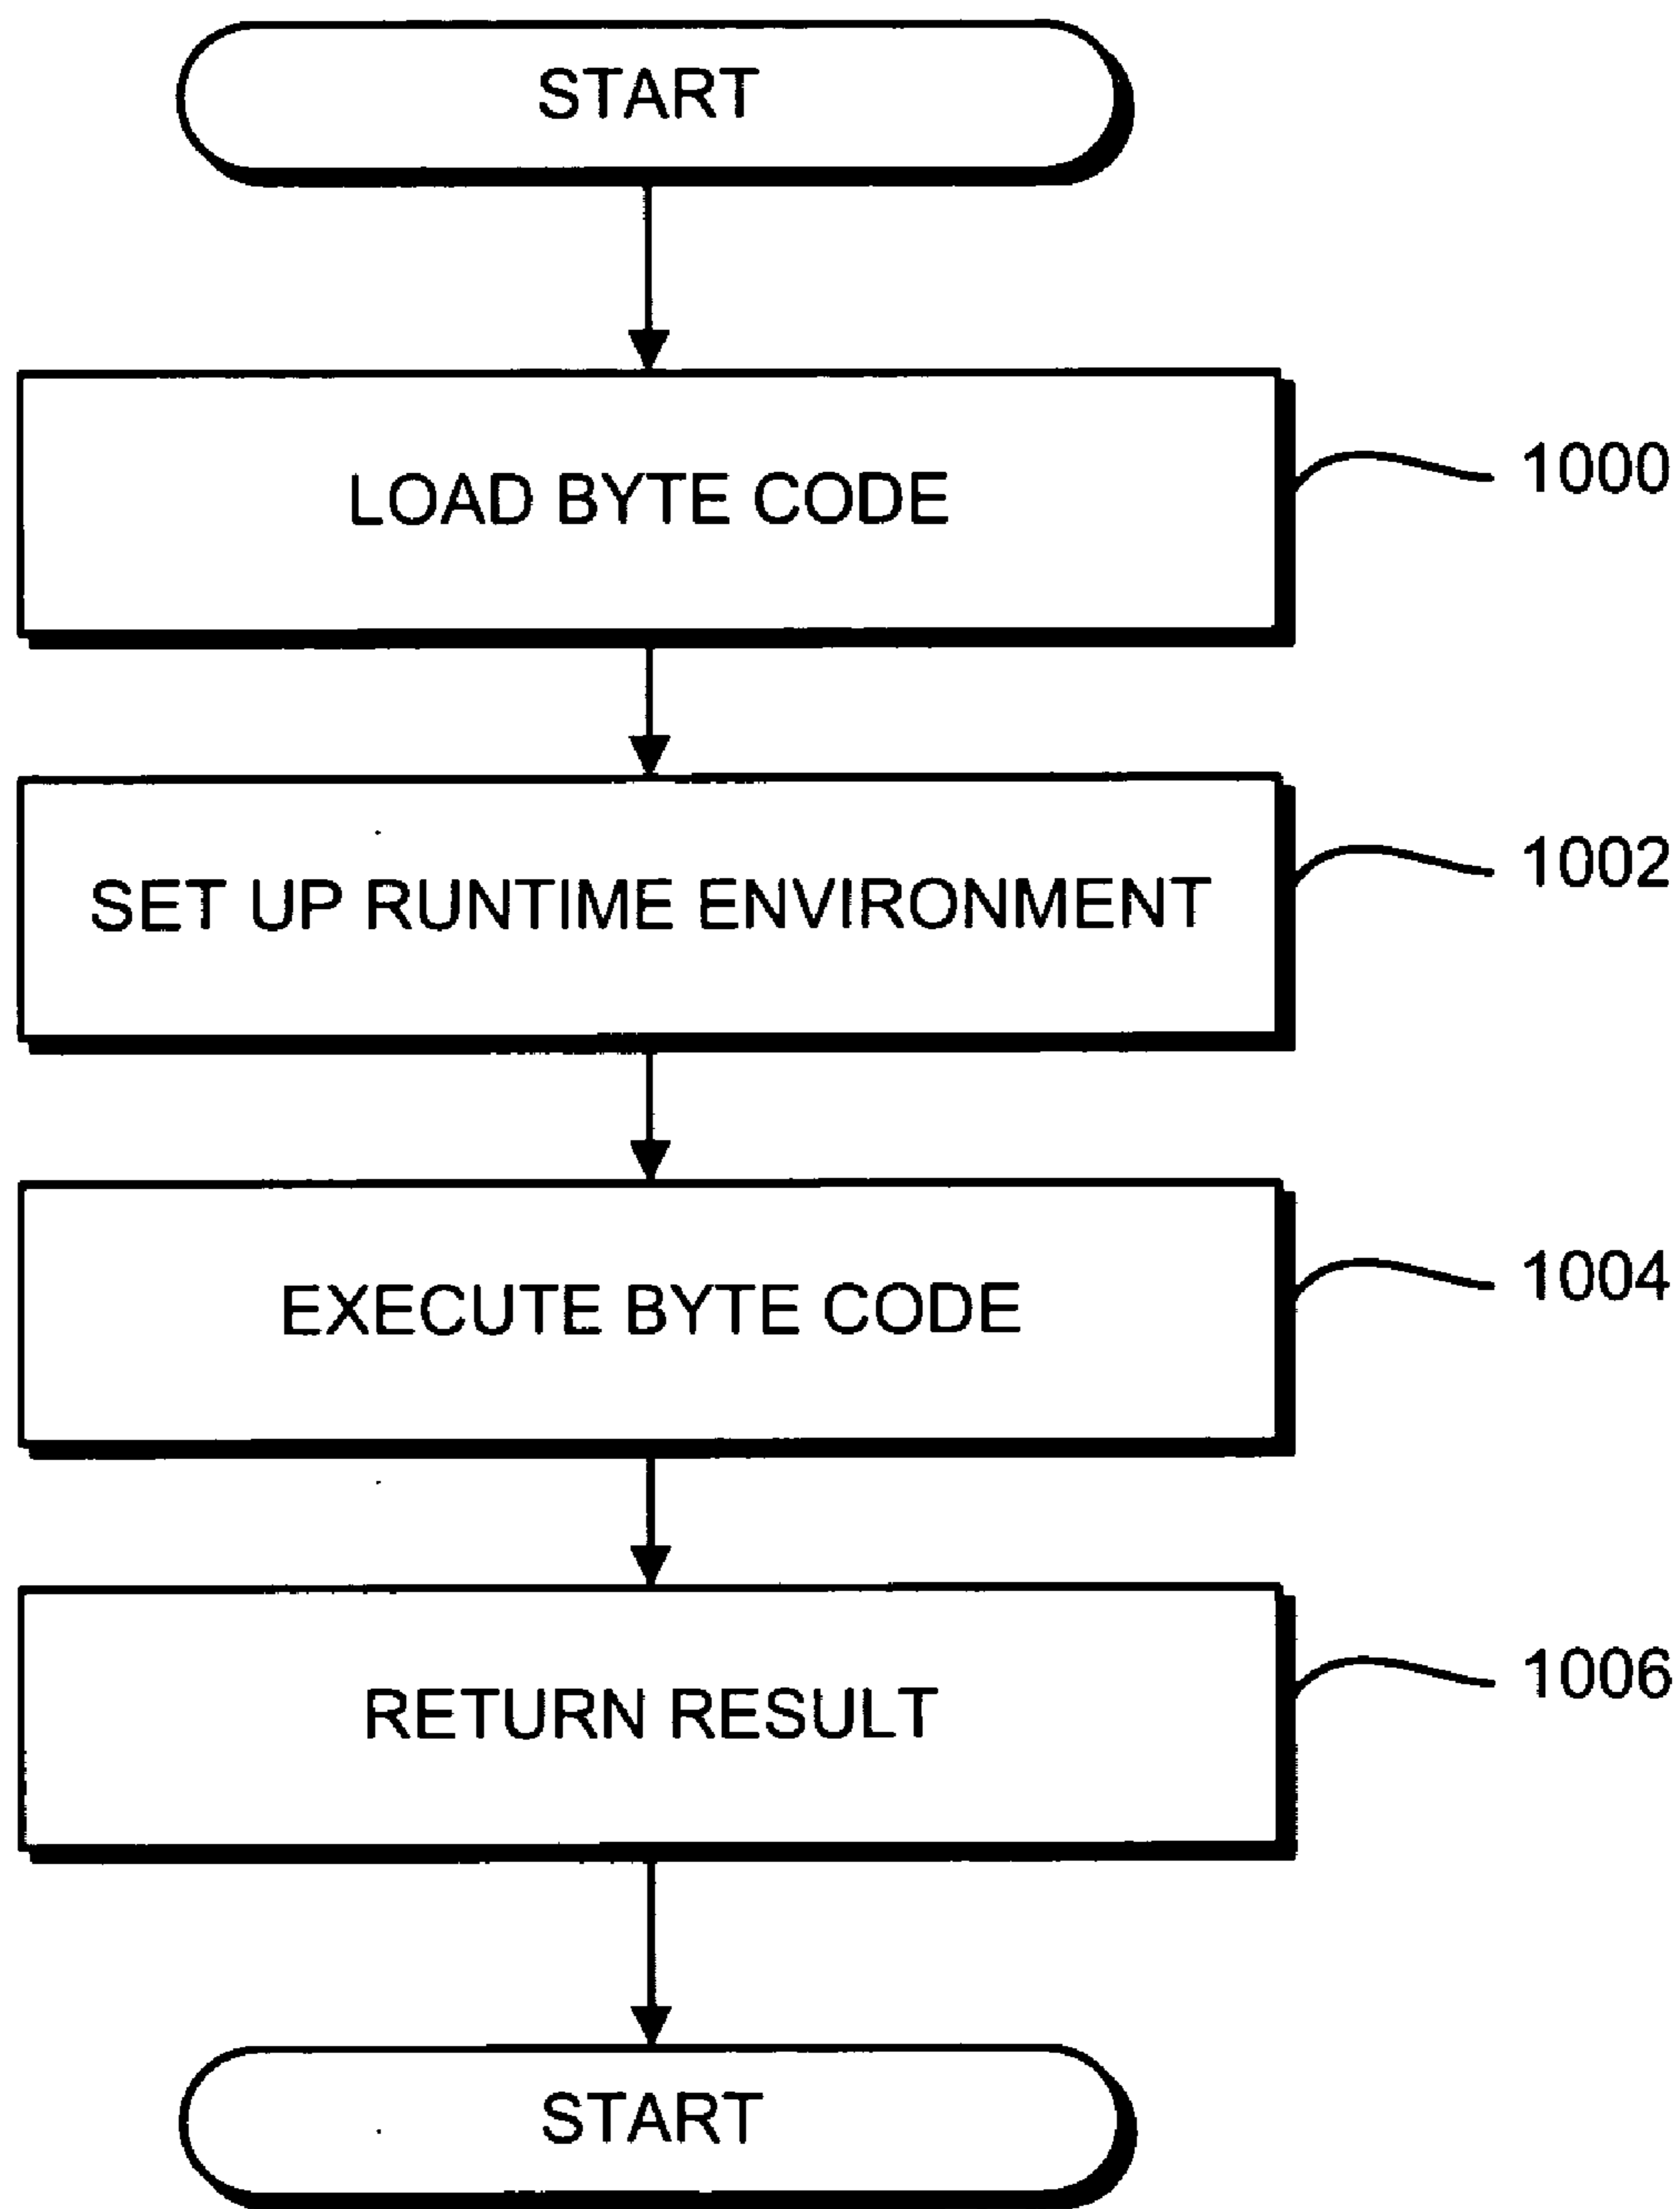 START
LOAD BYTE CODE
1000
SET UP RUNTIME ENVIRONMENT
1002
EXECUTE BYTE CODE
1004
RETURN RESULT
1006
START